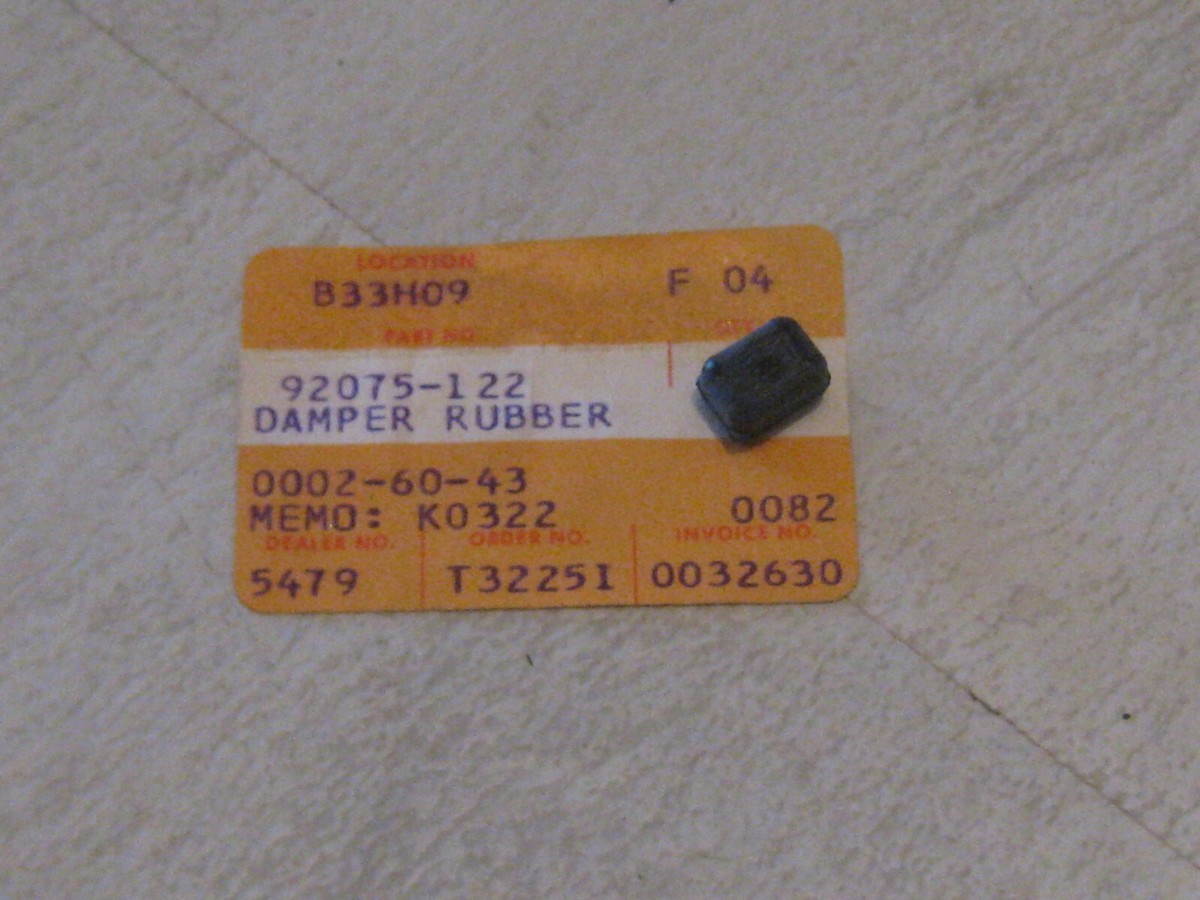 LOCATION
B33H09 F 04
PART NO.
92075-122
DAMPER RUBBER
0002-60-43
MEMO: K0322 0082
DEALER NO. ORDER NO. INVOICE NO.
5479 T32251 0032630